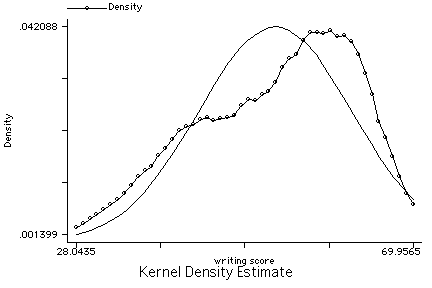 Density
.042088
Density
.001399
28.0435
69.9565
writing score
Kernel Density Estimate